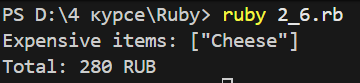 PS D:\4 курсе\Ruby> ruby 2_6.rb
Expensive items: ["Cheese"]
Total: 280 RUB